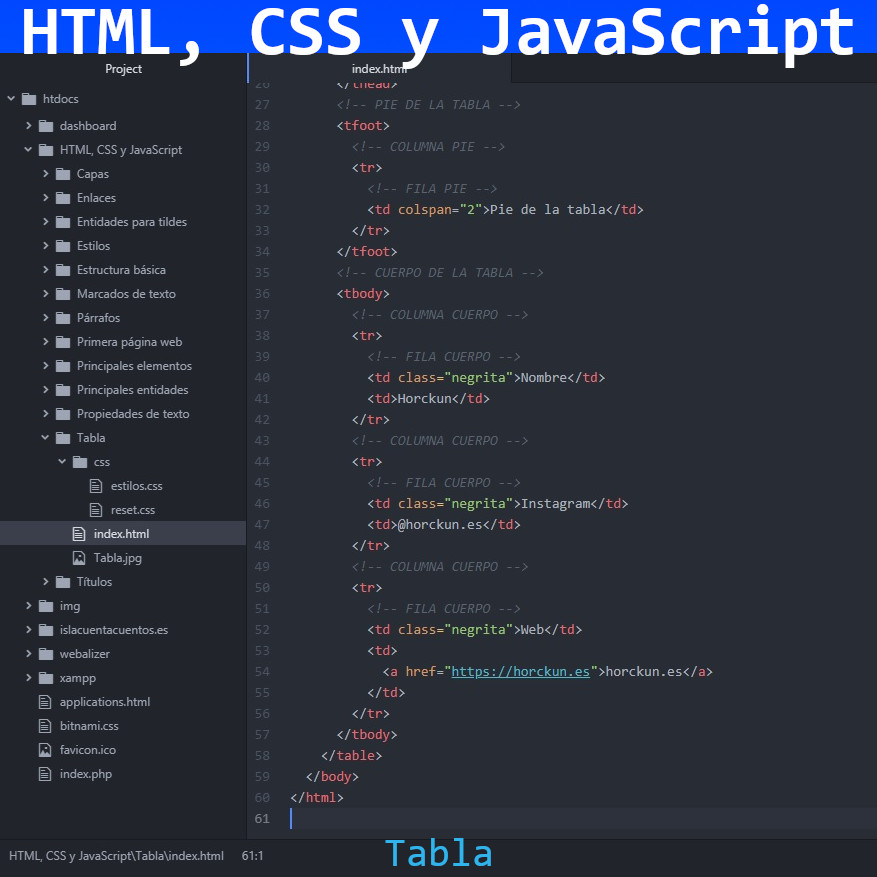 HTML, CSS y JavaScript
Project
htdocs
dashboard
HTML, CSS y JavaScript
Capas
Enlaces
Entidades para tildes
Estilos
Estructura básica
Marcados de texto
Párrafos
Primera página web
Principales elementos
Principales entidades
Propiedades de texto
Tabla
css
estilos.css
reset.css
index.html
Tabla.jpg
Títulos
img
islacuentacuentos.es
webalizer
xampp
applications.html
bitnami.css
favicon.ico
index.php
index.html
26 </thead>
27 <!-- PIE DE LA TABLA -->
28 <tfoot>
29 <!-- COLUMNA PIE -->
30 <tr>
31 <!-- FILA PIE -->
32 <td colspan="2">Pie de la tabla</td>
33 </tr>
34 </tfoot>
35 <!-- CUERPO DE LA TABLA -->
36 <tbody>
37 <!-- COLUMNA CUERPO -->
38 <tr>
39 <!-- FILA CUERPO -->
40 <td class="negrita">Nombre</td>
41 <td>Horckun</td>
42 </tr>
43 <!-- COLUMNA CUERPO -->
44 <tr>
45 <!-- FILA CUERPO -->
46 <td class="negrita">Instagram</td>
47 <td>@horckun.es</td>
48 </tr>
49 <!-- COLUMNA CUERPO -->
50 <tr>
51 <!-- FILA CUERPO -->
52 <td class="negrita">Web</td>
53 <td>
54 <a href="https://horckun.es">horckun.es</a>
55 </td>
56 </tr>
57 </tbody>
58 </table>
59 </body>
60 </html>
61
HTML, CSS y JavaScript\Tabla\index.html 61:1
Tabla